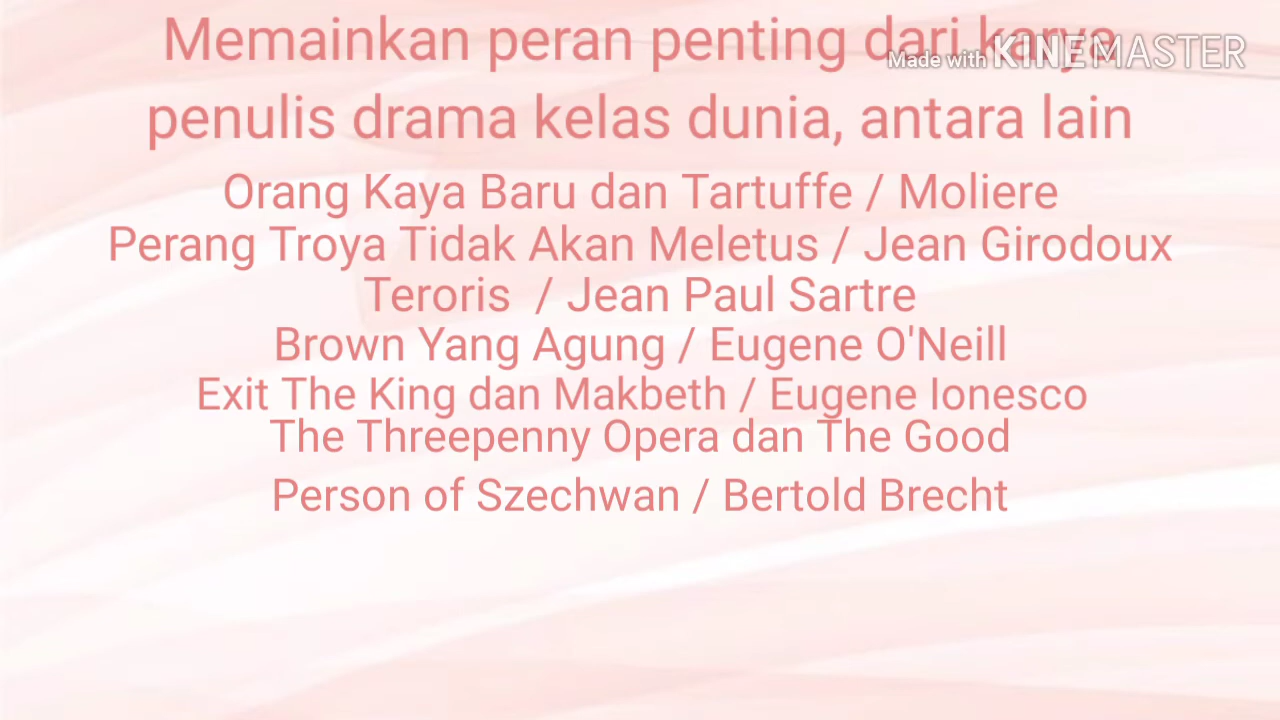 Memainkan peran penting dari karya
Made with KINEMASTER
penulis drama kelas dunia, antara lain
Orang Kaya Baru dan Tartuffe / Moliere
Perang Troya Tidak Akan Meletus / Jean Girodoux
Teroris / Jean Paul Sartre
Brown Yang Agung / Eugene O'Neill
Exit The King dan Makbeth / Eugene Ionesco
The Threepenny Opera dan The Good
Person of Szechwan / Bertold Brecht